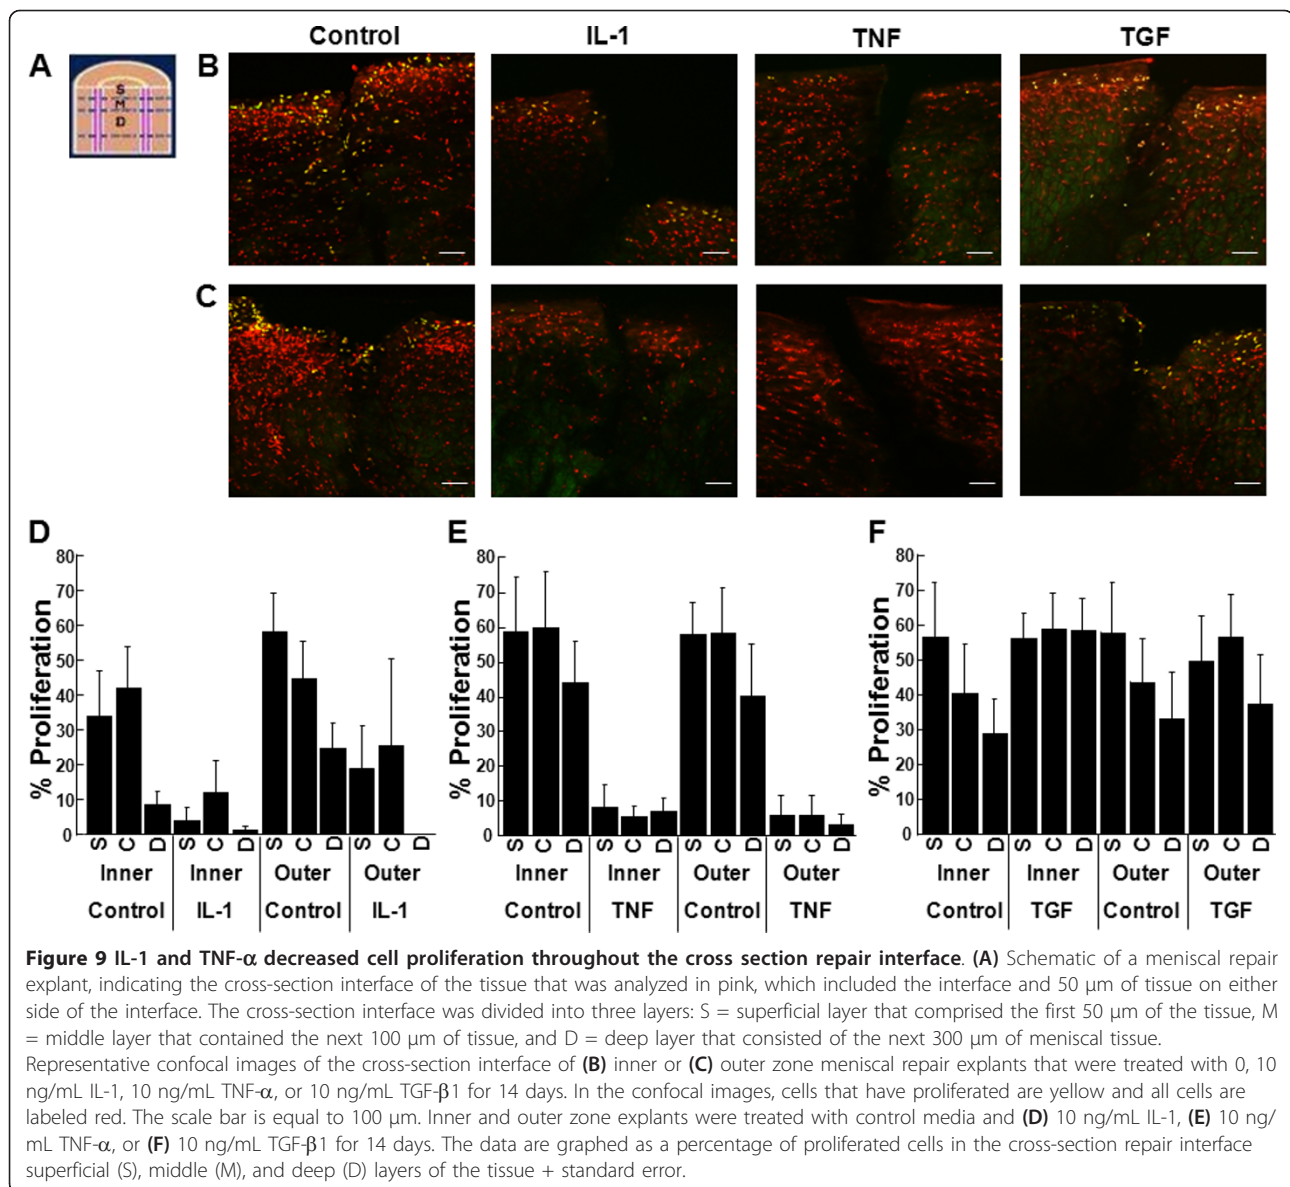 Control IL-1 TNF TGF
A
S
M
D
B
C
D
% Proliferation
80
70
60
50
40
30
20
10
0
S C D S C D S C D S C D
Inner Inner Outer Outer
Control IL-1 Control IL-1
E
% Proliferation
80
70
60
50
40
30
20
10
0
S C D S C D S C D S C D
Inner Inner Outer Outer
Control TNF Control TNF
F
% Proliferation
80
70
60
50
40
30
20
10
0
S C D S C D S C D S C D
Inner Inner Outer Outer
Control TGF Control TGF
Figure 9 IL-1 and TNF-α decreased cell proliferation throughout the cross section repair interface. (A) Schematic of a meniscal repair
explant, indicating the cross-section interface of the tissue that was analyzed in pink, which included the interface and 50 μm of tissue on either
side of the interface. The cross-section interface was divided into three layers: S = superficial layer that comprised the first 50 μm of the tissue, M
= middle layer that contained the next 100 μm of tissue, and D = deep layer that consisted of the next 300 μm of meniscal tissue.
Representative confocal images of the cross-section interface of (B) inner or (C) outer zone meniscal repair explants that were treated with 0, 10
ng/mL IL-1, 10 ng/mL TNF-α, or 10 ng/mL TGF-β1 for 14 days. In the confocal images, cells that have proliferated are yellow and all cells are
labeled red. The scale bar is equal to 100 μm. Inner and outer zone explants were treated with control media and (D) 10 ng/mL IL-1, (E) 10 ng/
mL TNF-α, or (F) 10 ng/mL TGF-β1 for 14 days. The data are graphed as a percentage of proliferated cells in the cross-section repair interface
superficial (S), middle (M), and deep (D) layers of the tissue + standard error.